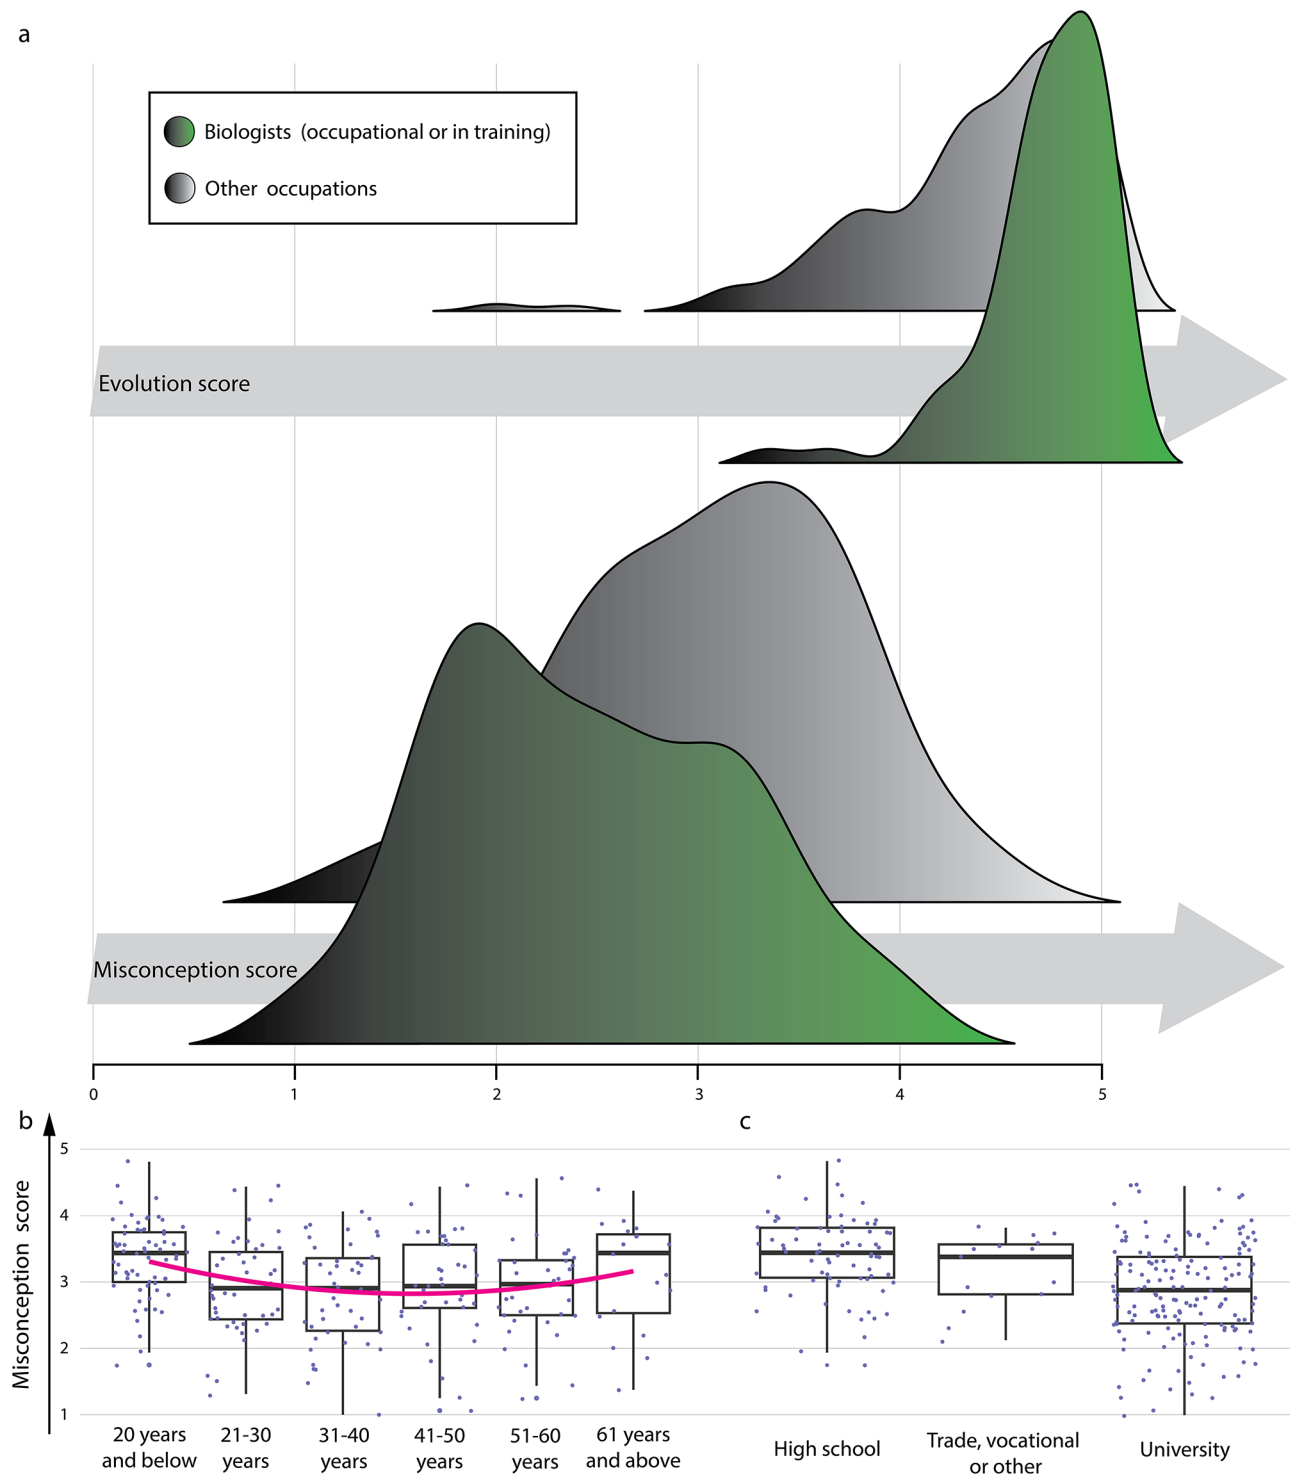 a
Biologists (occupational or in training)
Other occupations
Evolution score
Misconception score
0 1 2 3 4 5
b
c
Misconception score
5
4
3
2
1
20 years
and below
21-30
years
31-40
years
41-50
years
51-60
years
61 years
and above
High school
Trade, vocational
or other
University